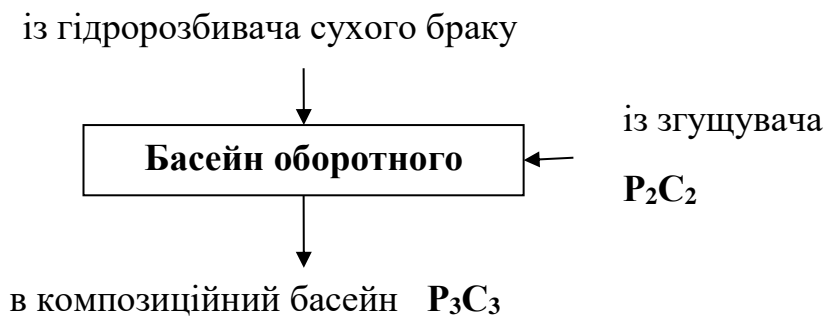 із гідророзбивача сухого браку
із згущувача
Басейн оборотного
P₂C₂
в композиційний басейн P₃C₃